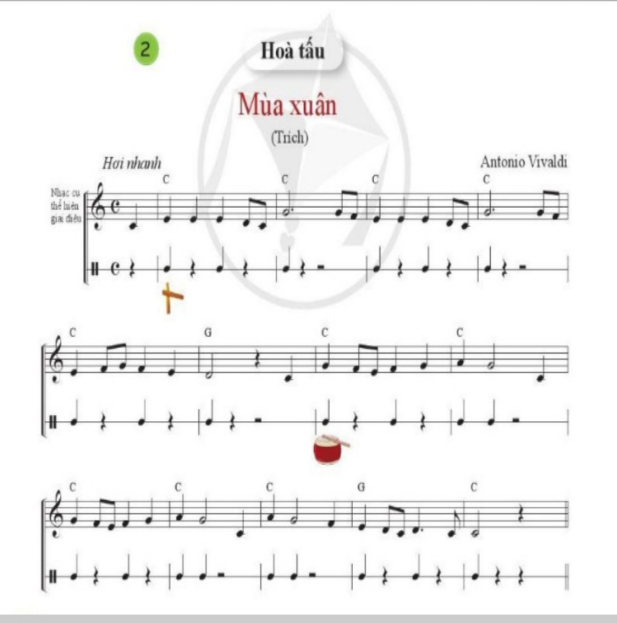 2
Hoà tấu
Mùa xuân
(Trích)
Hơi nhanh
Antonio Vivaldi
C C C C
Nhạc cụ
thể hiện
giai điệu
C G C C
C C C G C